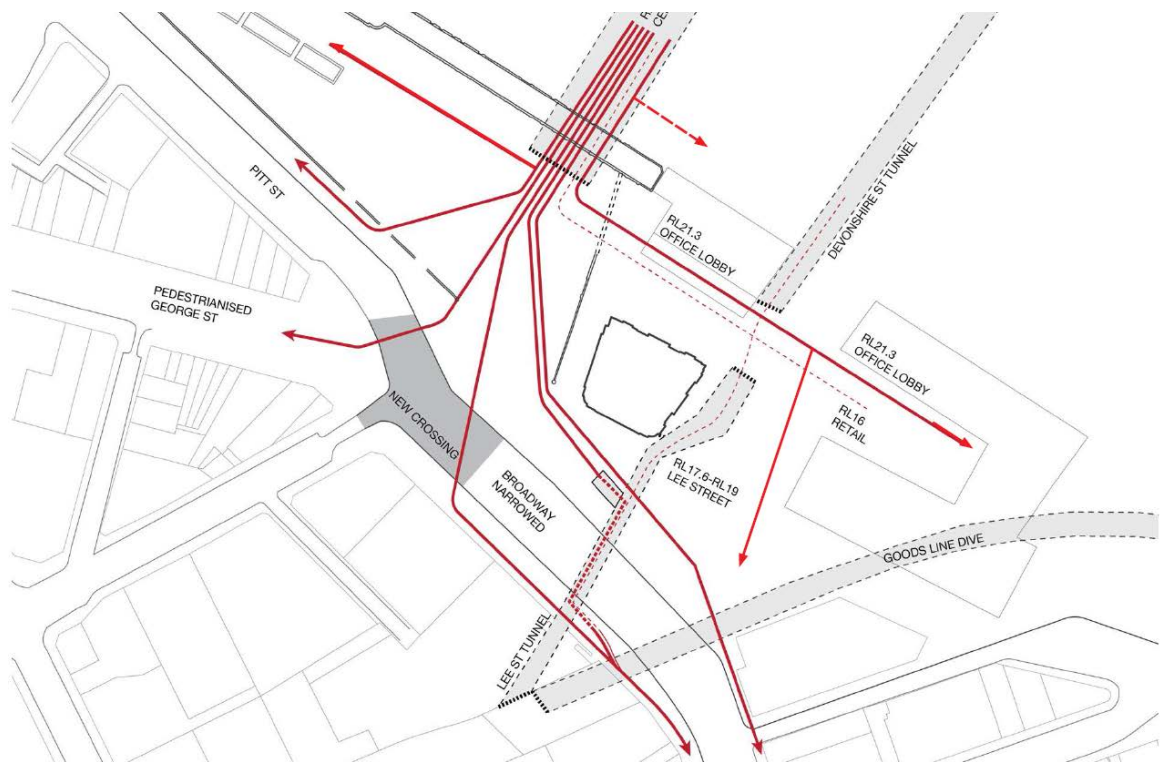 PITT ST
PEDESTRIANISED
GEORGE ST
NEW CROSSING
BROADWAY
NARROWED
RL21.3
OFFICE LOBBY
DEVONSHIRE ST TUNNEL
RL21.3
OFFICE LOBBY
RL16
RETAIL
RL17.6-RL19
LEE STREET
GOODS LINE DIVE
LEE ST TUNNEL